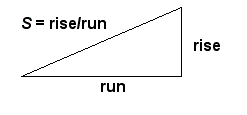 S = rise/run
rise
run